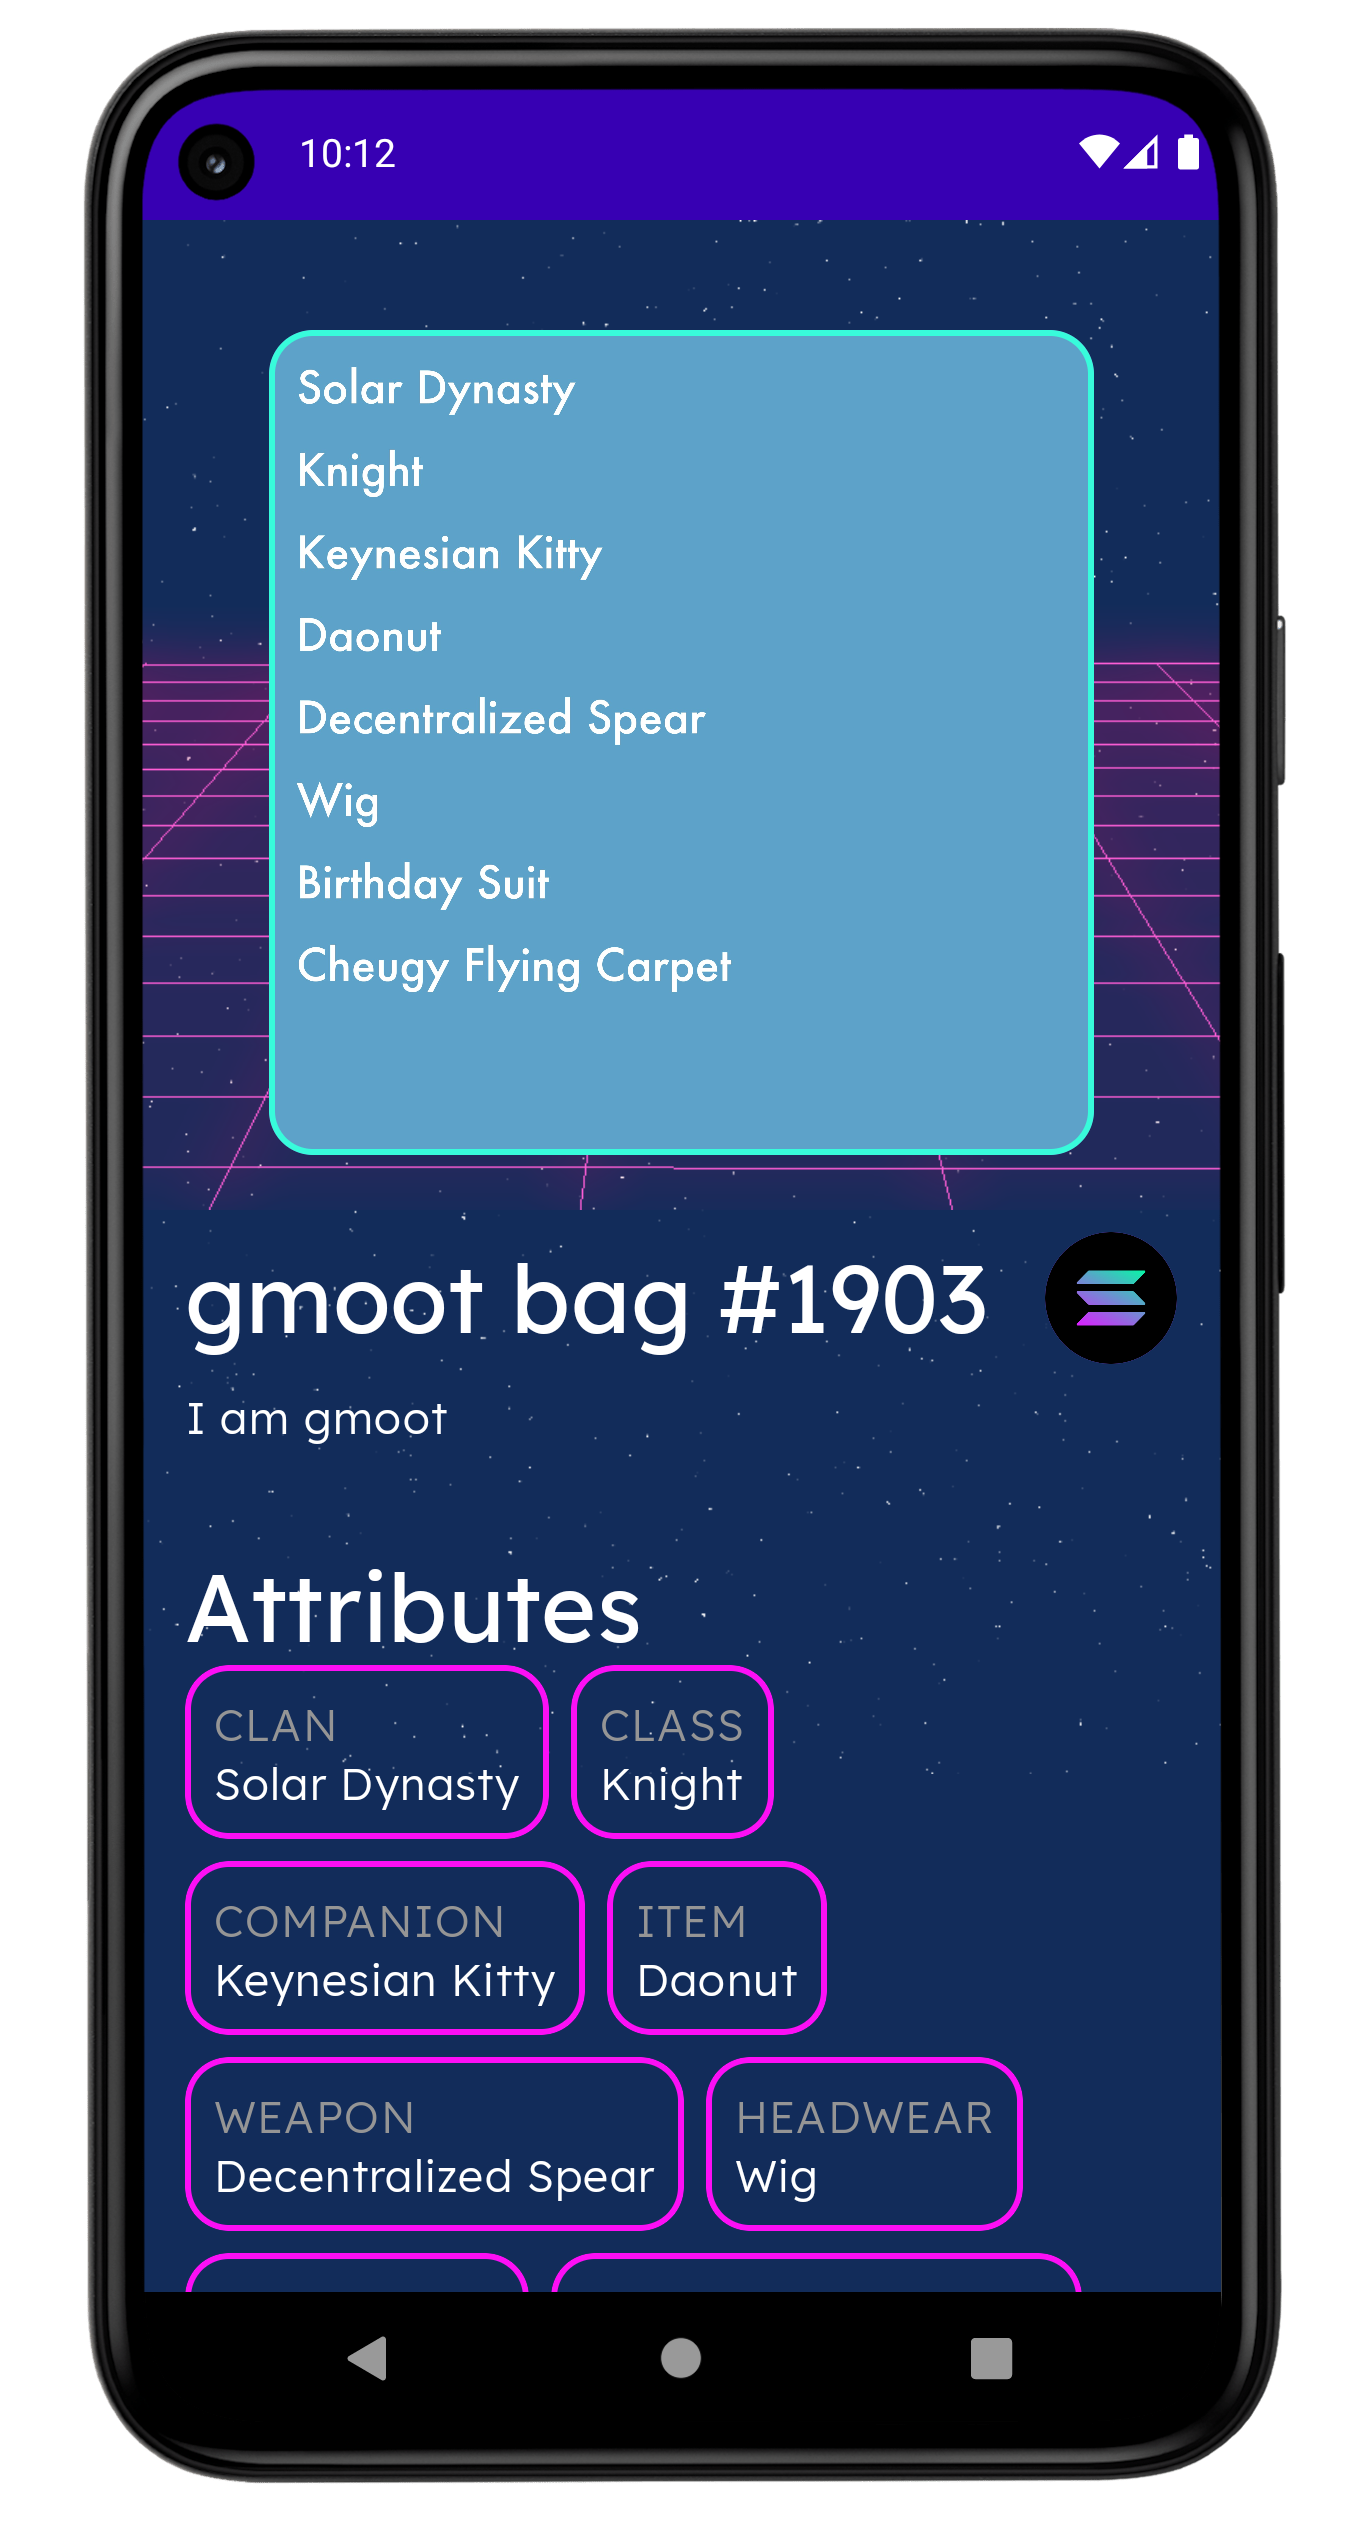 10:12
Solar Dynasty
Knight
Keynesian Kitty
Daonut
Decentralized Spear
Wig
Birthday Suit
Cheugy Flying Carpet
gmoot bag #1903
I am gmoot
Attributes
CLAN
Solar Dynasty
CLASS
Knight
COMPANION
Keynesian Kitty
ITEM
Daonut
WEAPON
Decentralized Spear
HEADWEAR
Wig